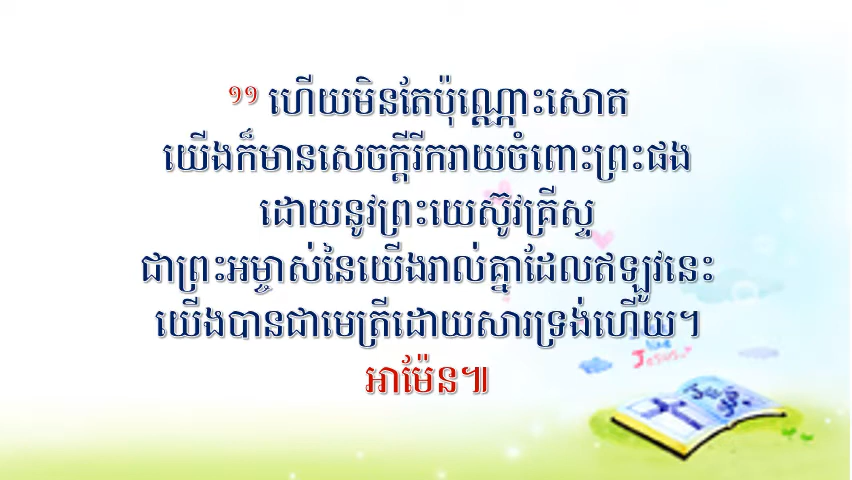 ១១ ហើយមិនតែប៉ុណ្ណោះសោត
យើងក៏មានសេចក្តីរីករាយចំពោះព្រះផង
ដោយនូវព្រះយេស៊ូវគ្រីស្ទ
ជាព្រះអម្ចាស់នៃយើងរាល់គ្នាដែលឥឡូវនេះ
យើងបានជាមេត្រីដោយសារទ្រង់ហើយ។
អាម៉ែន៕
Jesus